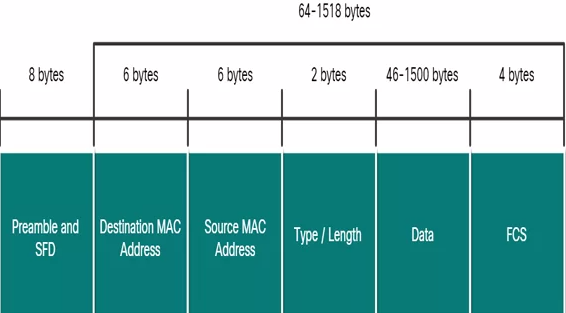 64-1518 bytes
8 bytes
6 bytes
6 bytes
2 bytes
46-1500 bytes
4 bytes
Preamble and
SFD
Destination MAC
Address
Source MAC
Address
Type / Length
Data
FCS